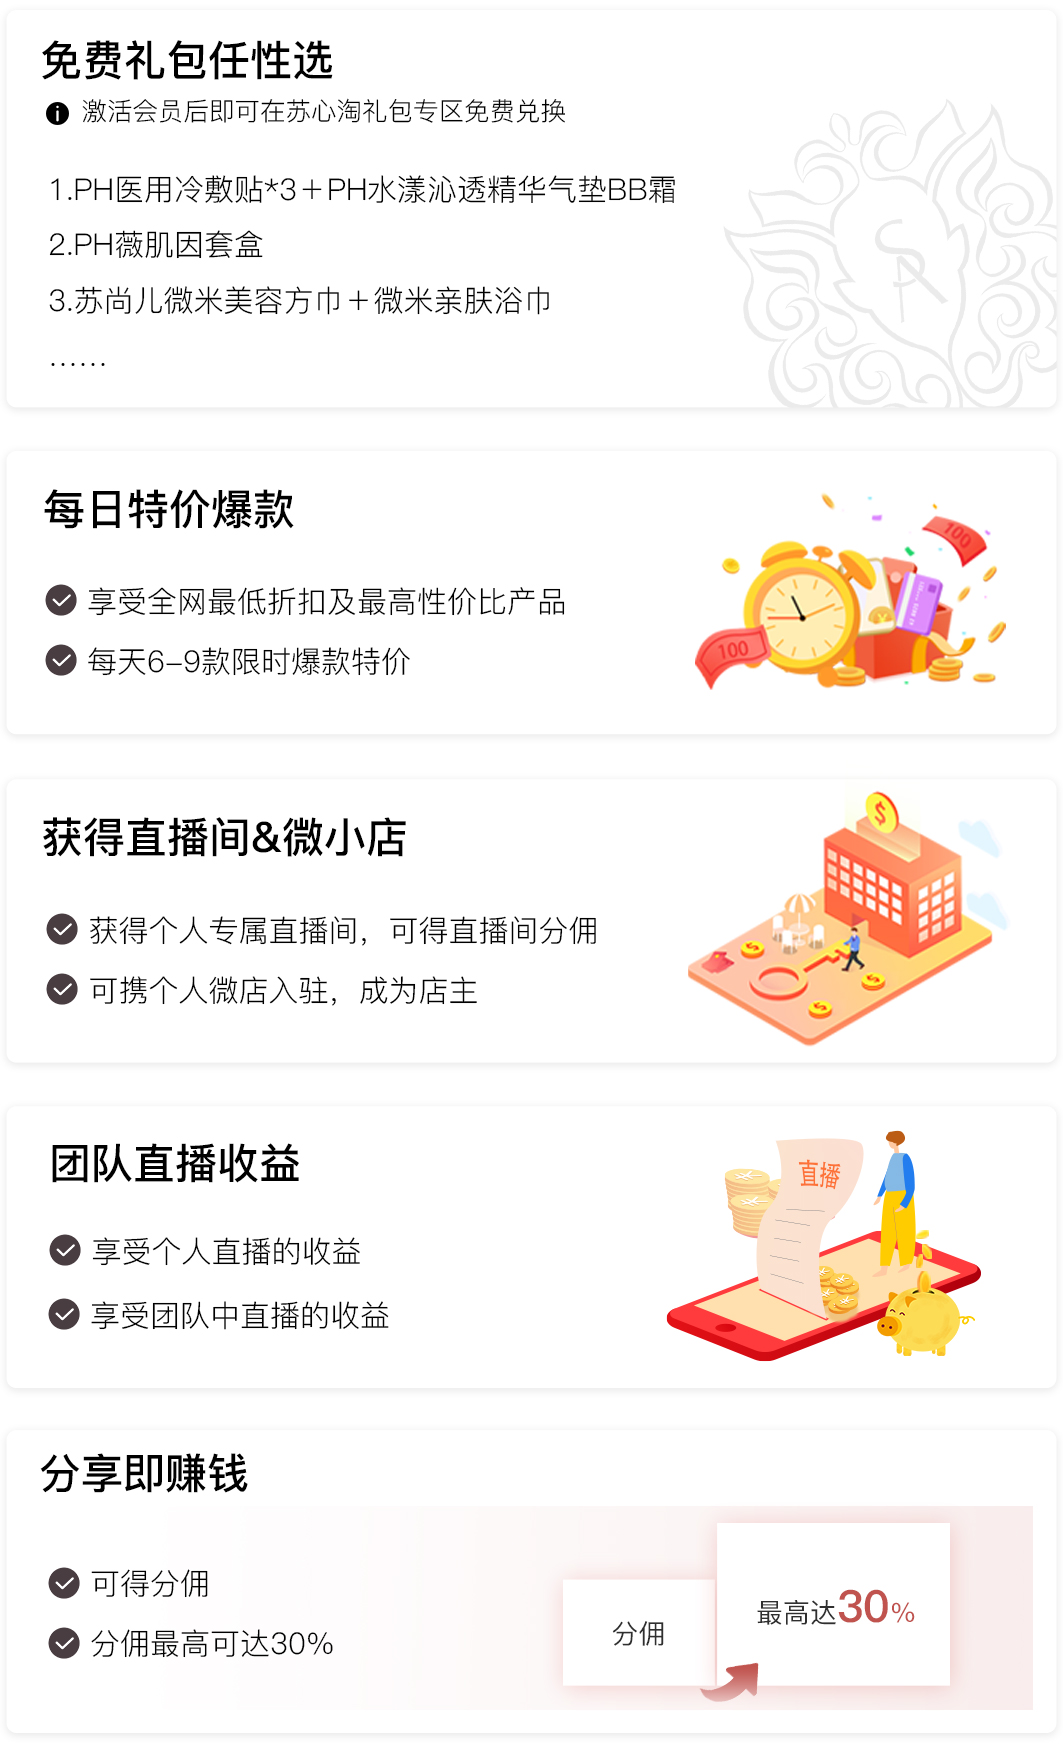 免费礼包任性选
激活会员后即可在苏心淘礼包专区免费兑换
1.PH医用冷敷贴*3＋PH水漾沁透精华气垫BB霜
2.PH薇肌因套盒
3.苏尚儿微米美容方巾＋微米亲肤浴巾
……
每日特价爆款
享受全网最低折扣及最高性价比产品
每天6-9款限时爆款特价
100
100
获得直播间&微小店
获得个人专属直播间，可得直播间分佣
可携个人微店入驻，成为店主
团队直播收益
直播
享受个人直播的收益
享受团队中直播的收益
分享即赚钱
可得分佣
分佣最高可达30%
分佣
最高达30%